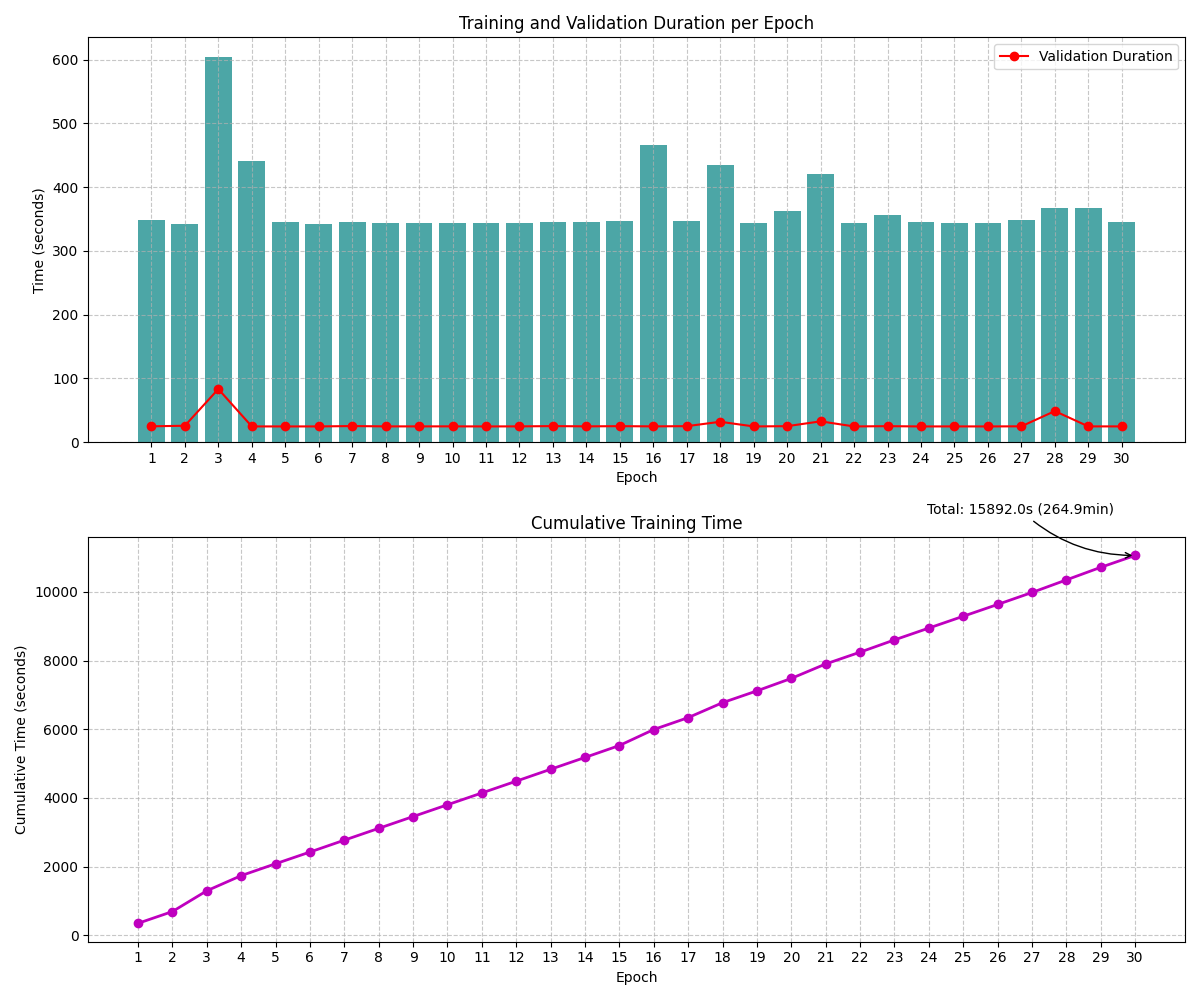 Training and Validation Duration per Epoch
Time (seconds)
600
500
400
300
200
100
0
Validation Duration
1 2 3 4 5 6 7 8 9 10 11 12 13 14 15 16 17 18 19 20 21 22 23 24 25 26 27 28 29 30
Epoch
Total: 15892.0s (264.9min)
Cumulative Training Time
Cumulative Time (seconds)
10000
8000
6000
4000
2000
0
1 2 3 4 5 6 7 8 9 10 11 12 13 14 15 16 17 18 19 20 21 22 23 24 25 26 27 28 29 30
Epoch